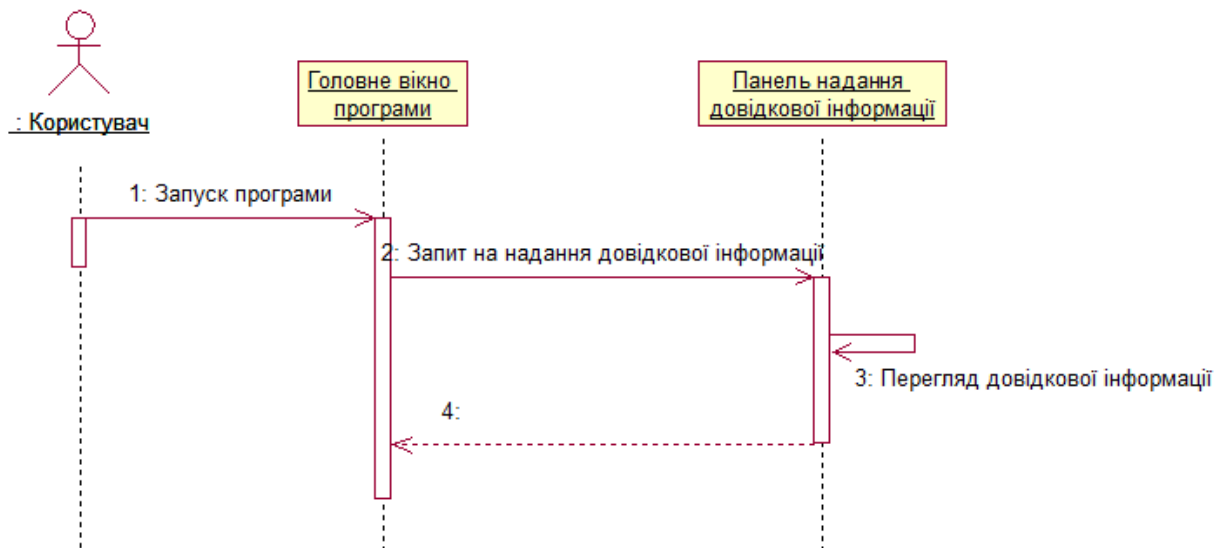 : Користувач
Головне вікно
програми
Панель надання
довідкової інформації
1: Запуск програми
2: Запит на надання довідкової інформації
3: Перегляд довідкової інформації
4: